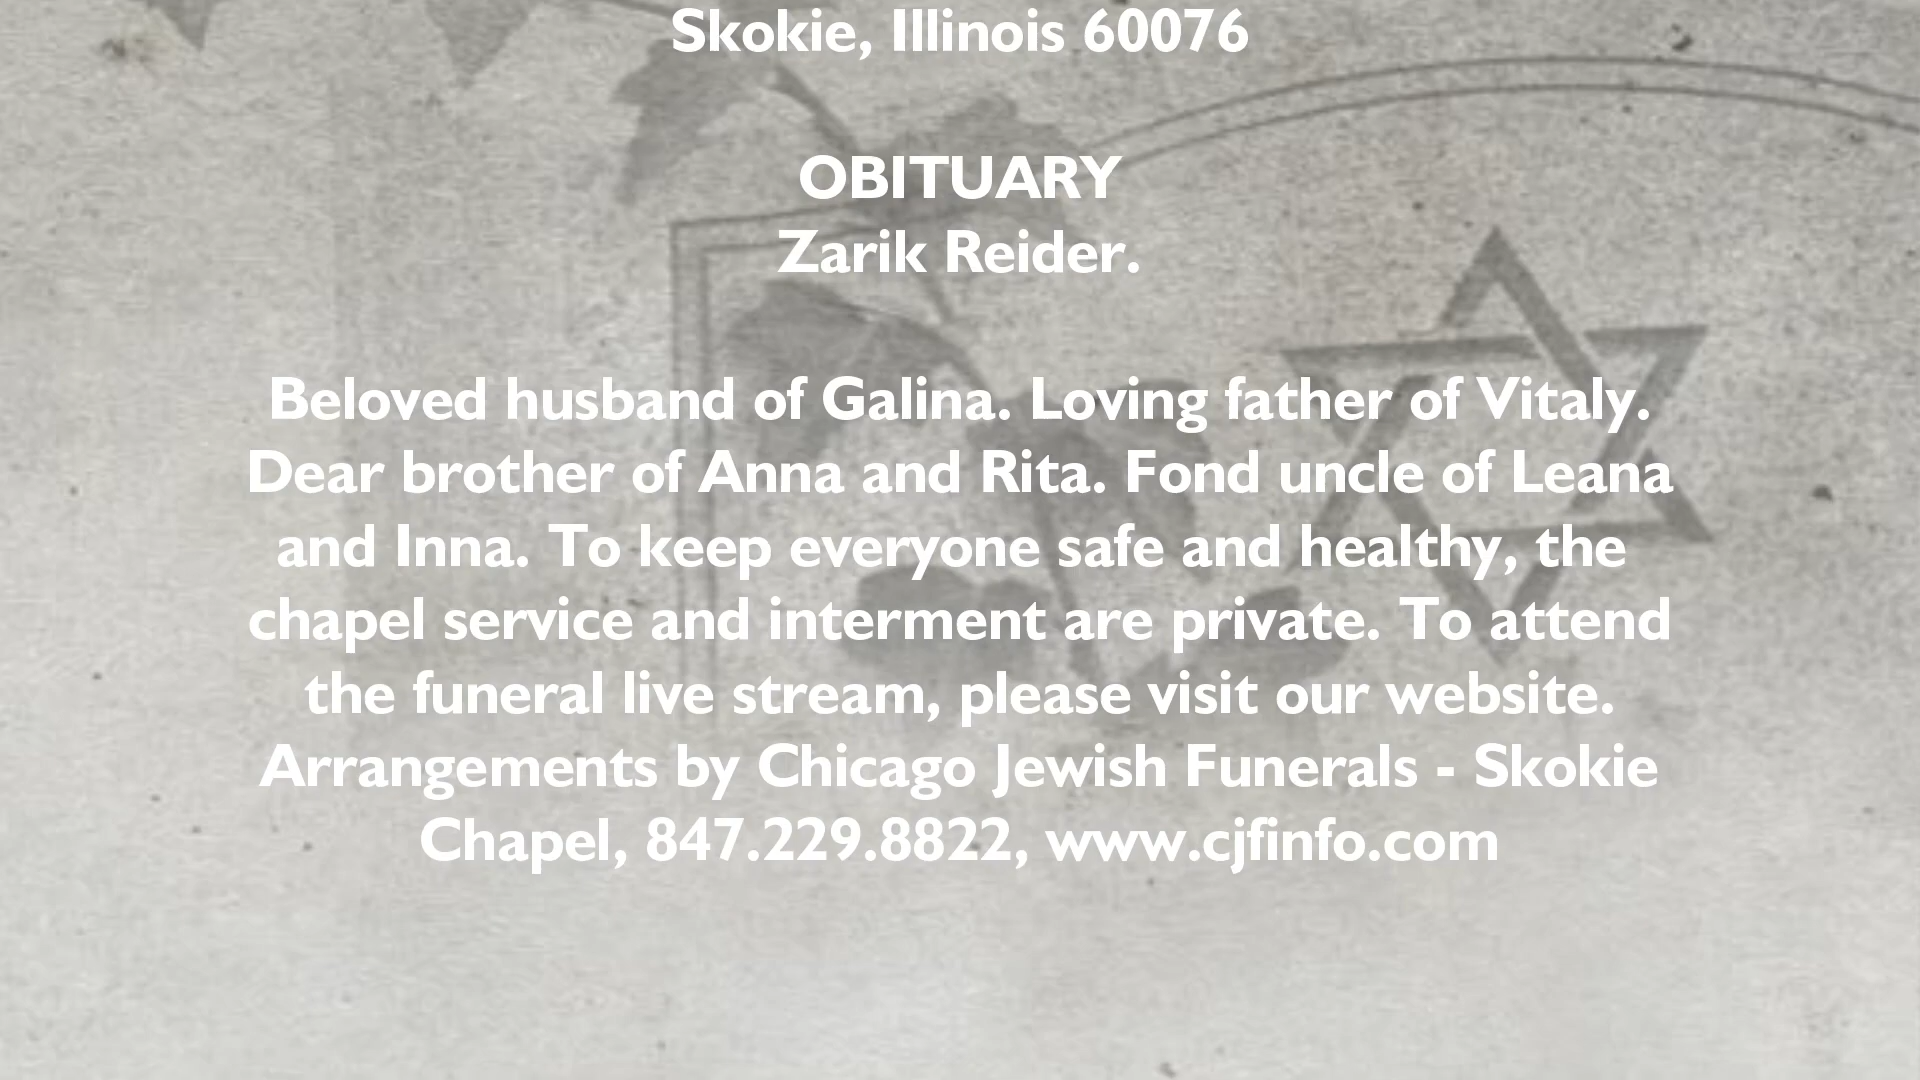 Skokie, Illinois 60076
OBITUARY
Zarik Reider.
Beloved husband of Galina. Loving father of Vitaly.
Dear brother of Anna and Rita. Fond uncle of Leana
and Inna. To keep everyone safe and healthy, the
chapel service and interment are private. To attend
the funeral live stream, please visit our website.
Arrangements by Chicago Jewish Funerals - Skokie
Chapel, 847.229.8822, www.cjfinfo.com